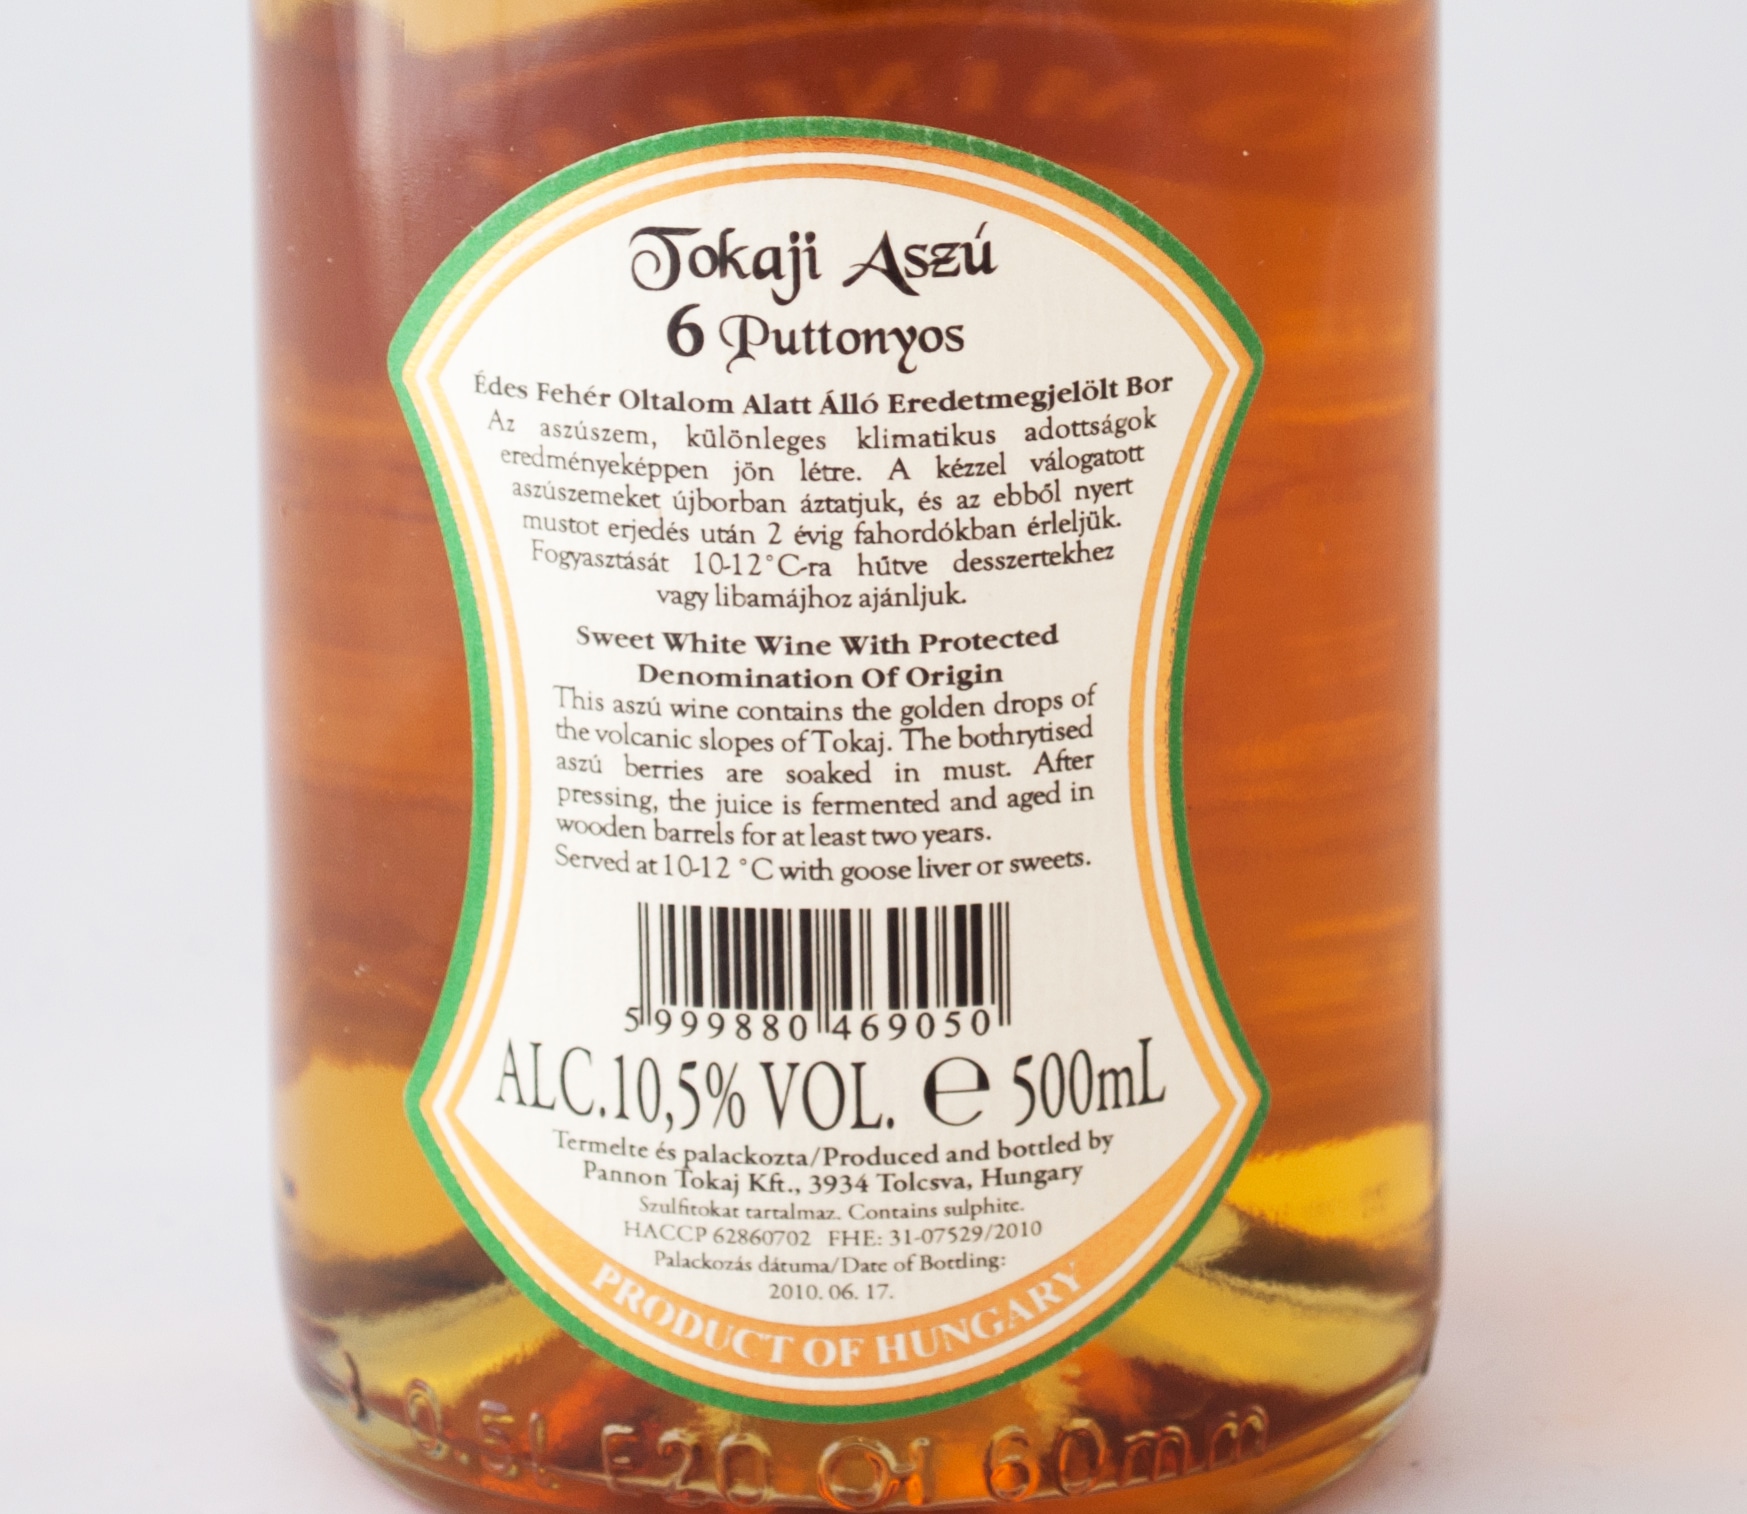 Tokaji Aszú
6 Puttonyos
Édes Fehér Oltalom Alatt Álló Eredetmegjelölt Bor
Az aszúszem, különleges klimatikus adottságok
eredményeképpen jön létre. A kézzel válogatott
aszúszemeket újborban áztatjuk, és az ebből nyert
mustot erjedés után 2 évig fahordókban érleljük.
Fogyasztását 10-12°C-ra hűtve desszertekhez
vagy libamájhoz ajánljuk.
Sweet White Wine With Protected
Denomination Of Origin
This aszú wine contains the golden drops of
the volcanic slopes of Tokaj. The bothrytised
aszú berries are soaked in must. After
pressing, the juice is fermented and aged in
wooden barrels for at least two years.
Served at 10-12 °C with goose liver or sweets.
5 999880 469050
ALC.10,5% VOL. ℮ 500mL
Termelte és palackozta/Produced and bottled by
Pannon Tokaj Kft., 3934 Tolcsva, Hungary
Szulfitokat tartalmaz. Contains sulphite.
HACCP 62860702 FHE: 31-07529/2010
Palackozás dátuma/Date of Bottling:
2010. 06. 17.
PRODUCT OF HUNGARY
0.5l E20 60mm